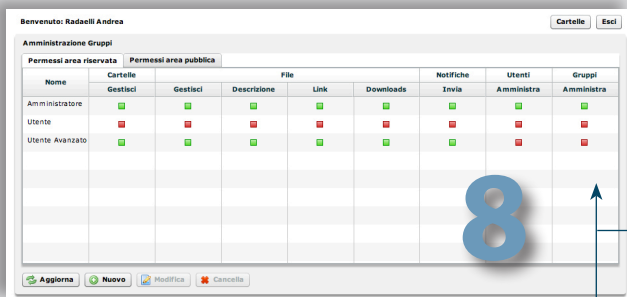 Benvenuto: Radaelli Andrea Cartelle Esci
Amministrazione Gruppi
Permessi area riservata Permessi area pubblica
Nome Cartelle File Notifiche Utenti Gruppi
Gestisci Gestisci Descrizione Link Downloads Invia Amministra Amministra
Amministratore
Utente
Utente Avanzato
8
Aggiorna Nuovo Modifica Cancella